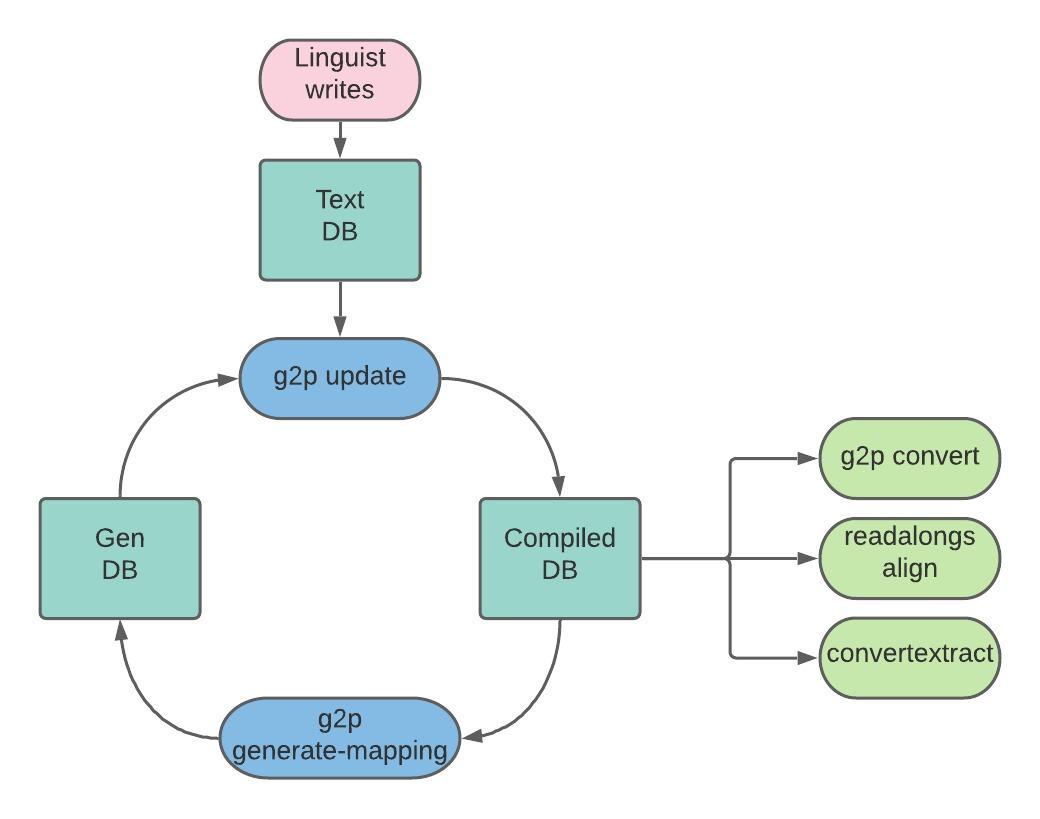 Linguist
writes
Text
DB
g2p update
g2p convert
Gen
DB
Compiled
DB
readalongs
align
convertextract
g2p
generate-mapping